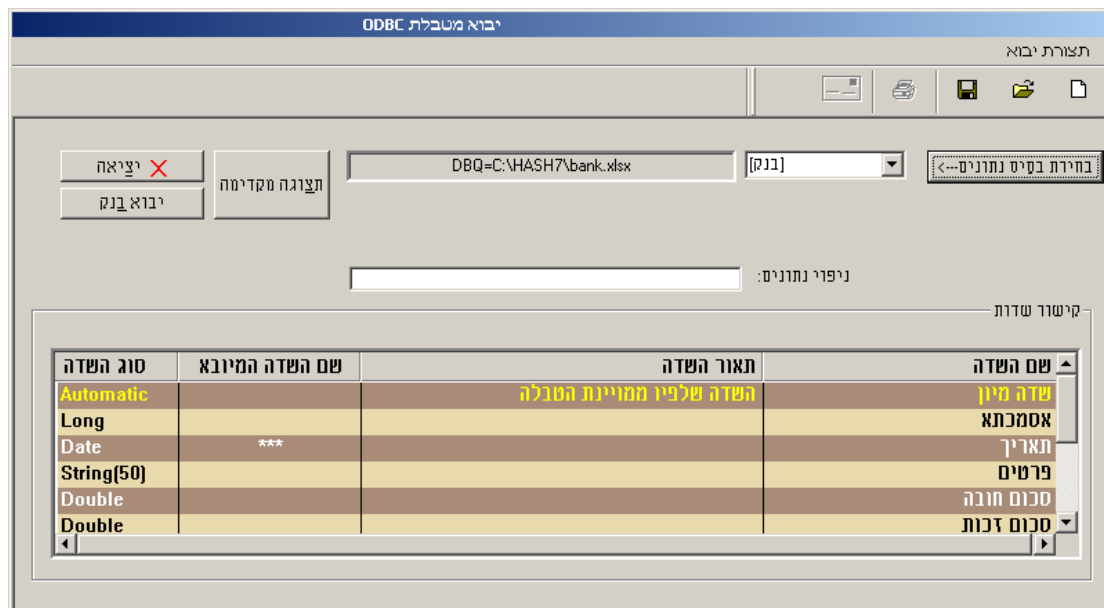 יבוא מטבלת ODBC
תצורת יבוא
בחירת בסיס נתונים--->
[בנק]
DBQ=C:\HASH7\bank.xlsx
תצוגה מקדימה
יציאה
יבוא בנק
ניפוי נתונים:
קישור שדות
שם השדה תאור השדה שם השדה המיובא סוג השדה
שדה מיון השדה שלפיו ממויינת הטבלה Automatic
אסמכתא Long
תאריך *** Date
פרטים String(50)
סכום חובה Double
סכום זכות Double